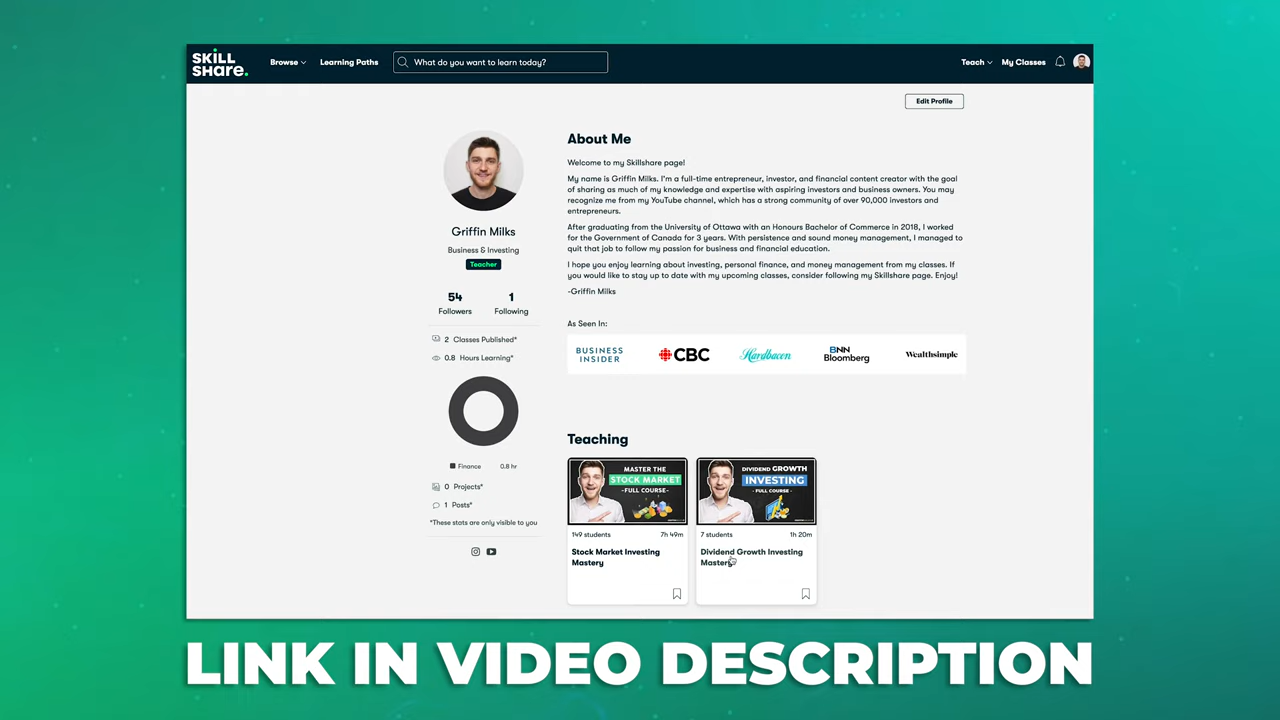 SKILL
SHARE.
Browse
Learning Paths
What do you want to learn today?
Teach
My Classes
Edit Profile
Griffin Milks
Business & Investing
Teacher
54
Followers
1
Following
2 Classes Published*
0.8 Hours Learning*
Finance 0.8 hr
0 Projects*
1 Posts*
*These stats are only visible to you
About Me
Welcome to my Skillshare page!
My name is Griffin Milks. I'm a full-time entrepreneur, investor, and financial content creator with the goal
of sharing as much of my knowledge and expertise with aspiring investors and business owners. You may
recognize me from my YouTube channel, which has a strong community of over 90,000 investors and
entrepreneurs.
After graduating from the University of Ottawa with an Honours Bachelor of Commerce in 2018, I worked
for the Government of Canada for 3 years. With persistence and sound money management, I managed to
quit that job to follow my passion for business and financial education.
I hope you enjoy learning about investing, personal finance, and money management from my classes. If
you would like to stay up to date with my upcoming classes, consider following my Skillshare page. Enjoy!
-Griffin Milks
As Seen In:
BUSINESS
INSIDER
CBC
Hardbacon
BNN
Bloomberg
Wealthsimple
Teaching
MASTER THE
STOCK MARKET
-FULL COURSE-
149 students 7h 49m
Stock Market Investing
Mastery
DIVIDEND GROWTH
INVESTING
- FULL COURSE -
7 students 1h 20m
Dividend Growth Investing
Mastery
LINK IN VIDEO DESCRIPTION